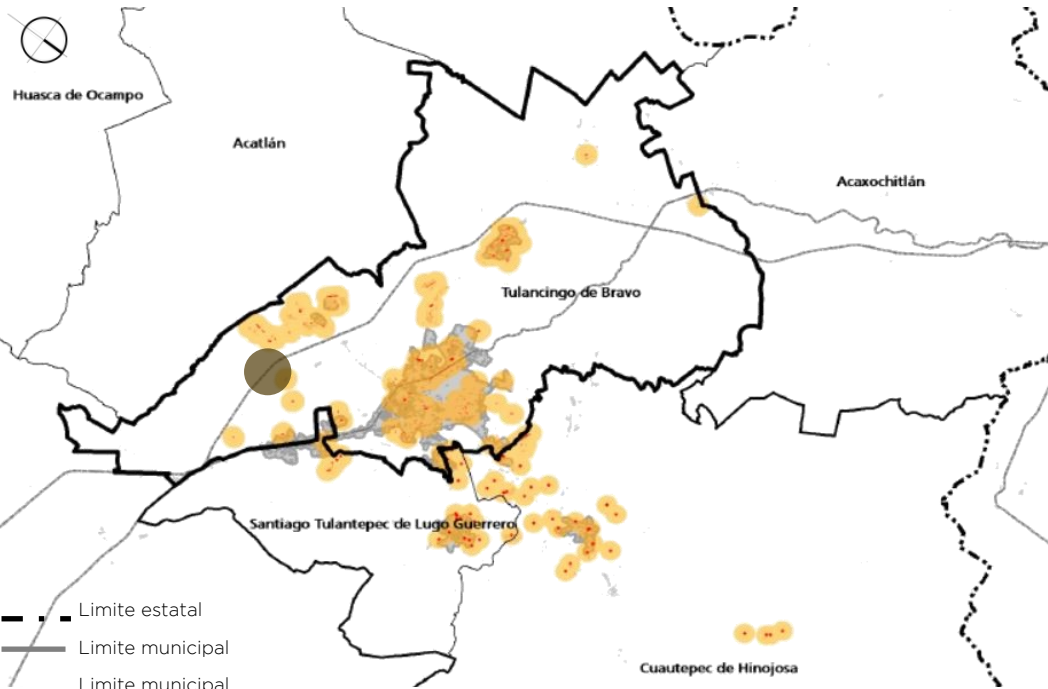 Huasca de Ocampo
Acatlán
Acaxochitlán
Tulancingo de Bravo
Santiago Tulantepec de Lugo Guerrero
Limite estatal
Limite municipal
Limite municipal
Cuautepec de Hinojosa